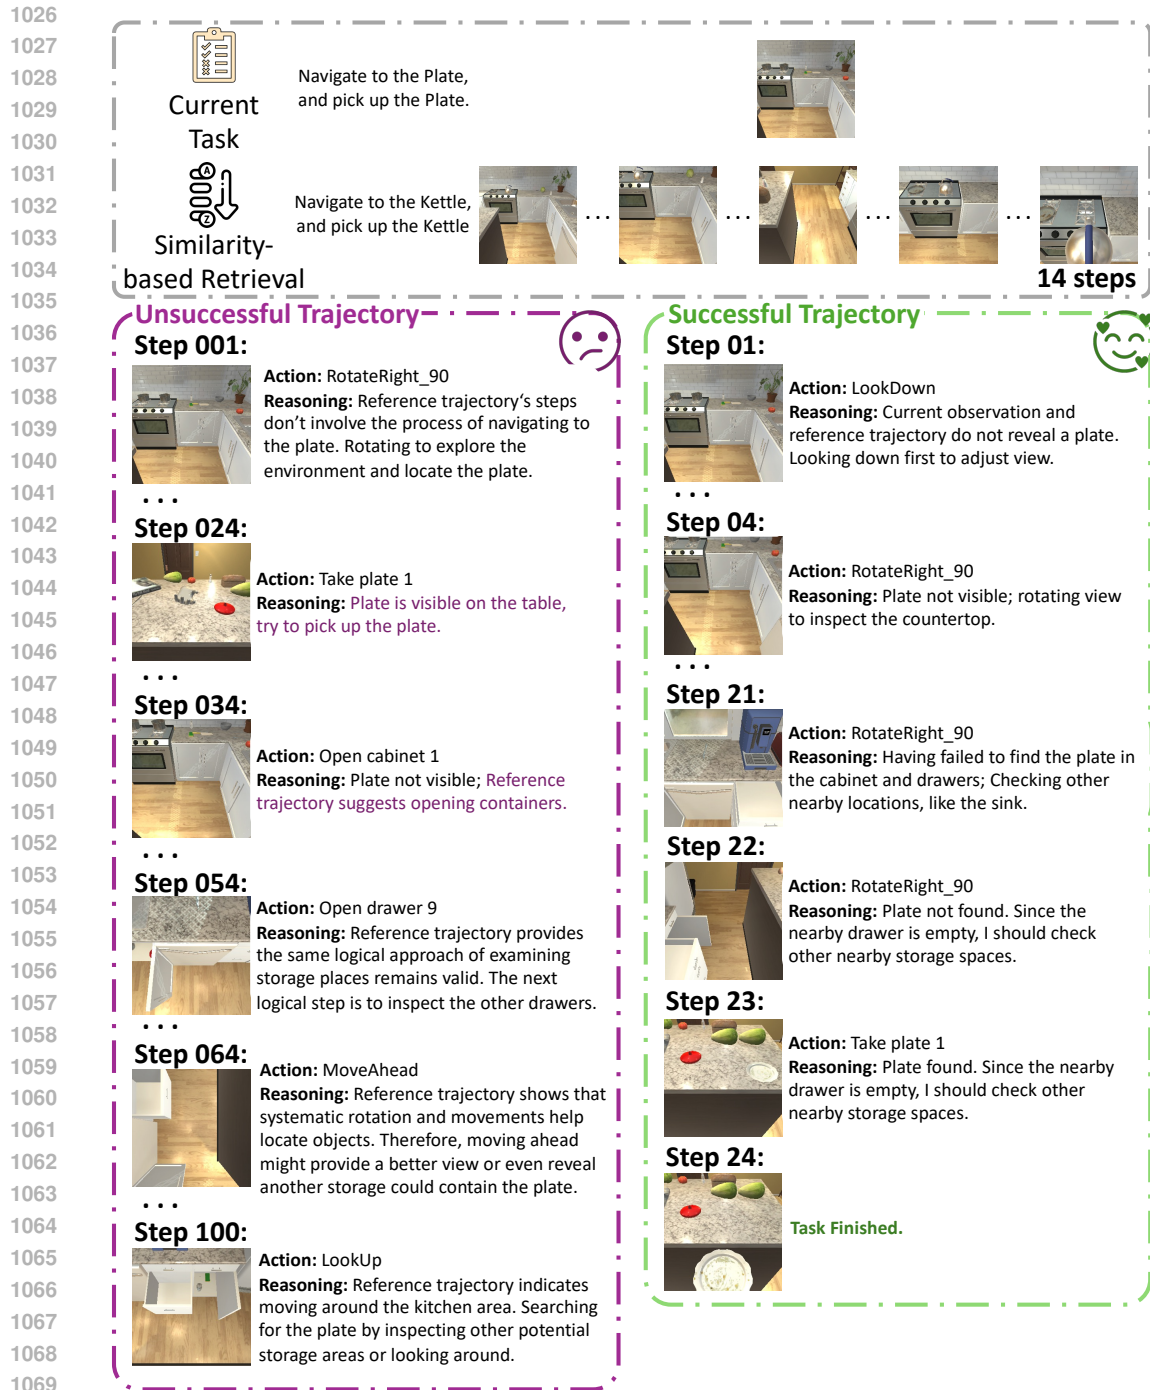 1026
1027
1028
1029
1030
1031
1032
1033
1034
1035
1036
1037
1038
1039
1040
1041
1042
1043
1044
1045
1046
1047
1048
1049
1050
1051
1052
1053
1054
1055
1056
1057
1058
1059
1060
1061
1062
1063
1064
1065
1066
1067
1068
1069
Current
Task
Navigate to the Plate,
and pick up the Plate.
A
Z
Similarity-
based Retrieval
Navigate to the Kettle,
and pick up the Kettle
...
...
...
...
14 steps
Unsuccessful Trajectory
Step 001:
Action: RotateRight_90
Reasoning: Reference trajectory‘s steps
don’t involve the process of navigating to
the plate. Rotating to explore the
environment and locate the plate.
...
Step 024:
Action: Take plate 1
Reasoning: Plate is visible on the table,
try to pick up the plate.
...
Step 034:
Action: Open cabinet 1
Reasoning: Plate not visible; Reference
trajectory suggests opening containers.
...
Step 054:
Action: Open drawer 9
Reasoning: Reference trajectory provides
the same logical approach of examining
storage places remains valid. The next
logical step is to inspect the other drawers.
...
Step 064:
Action: MoveAhead
Reasoning: Reference trajectory shows that
systematic rotation and movements help
locate objects. Therefore, moving ahead
might provide a better view or even reveal
another storage could contain the plate.
...
Step 100:
Action: LookUp
Reasoning: Reference trajectory indicates
moving around the kitchen area. Searching
for the plate by inspecting other potential
storage areas or looking around.
Successful Trajectory
Step 01:
Action: LookDown
Reasoning: Current observation and
reference trajectory do not reveal a plate.
Looking down first to adjust view.
...
Step 04:
Action: RotateRight_90
Reasoning: Plate not visible; rotating view
to inspect the countertop.
...
Step 21:
Action: RotateRight_90
Reasoning: Having failed to find the plate in
the cabinet and drawers; Checking other
nearby locations, like the sink.
Step 22:
Action: RotateRight_90
Reasoning: Plate not found. Since the
nearby drawer is empty, I should check
other nearby storage spaces.
Step 23:
Action: Take plate 1
Reasoning: Plate found. Since the nearby
drawer is empty, I should check other
nearby storage spaces.
Step 24:
Task Finished.